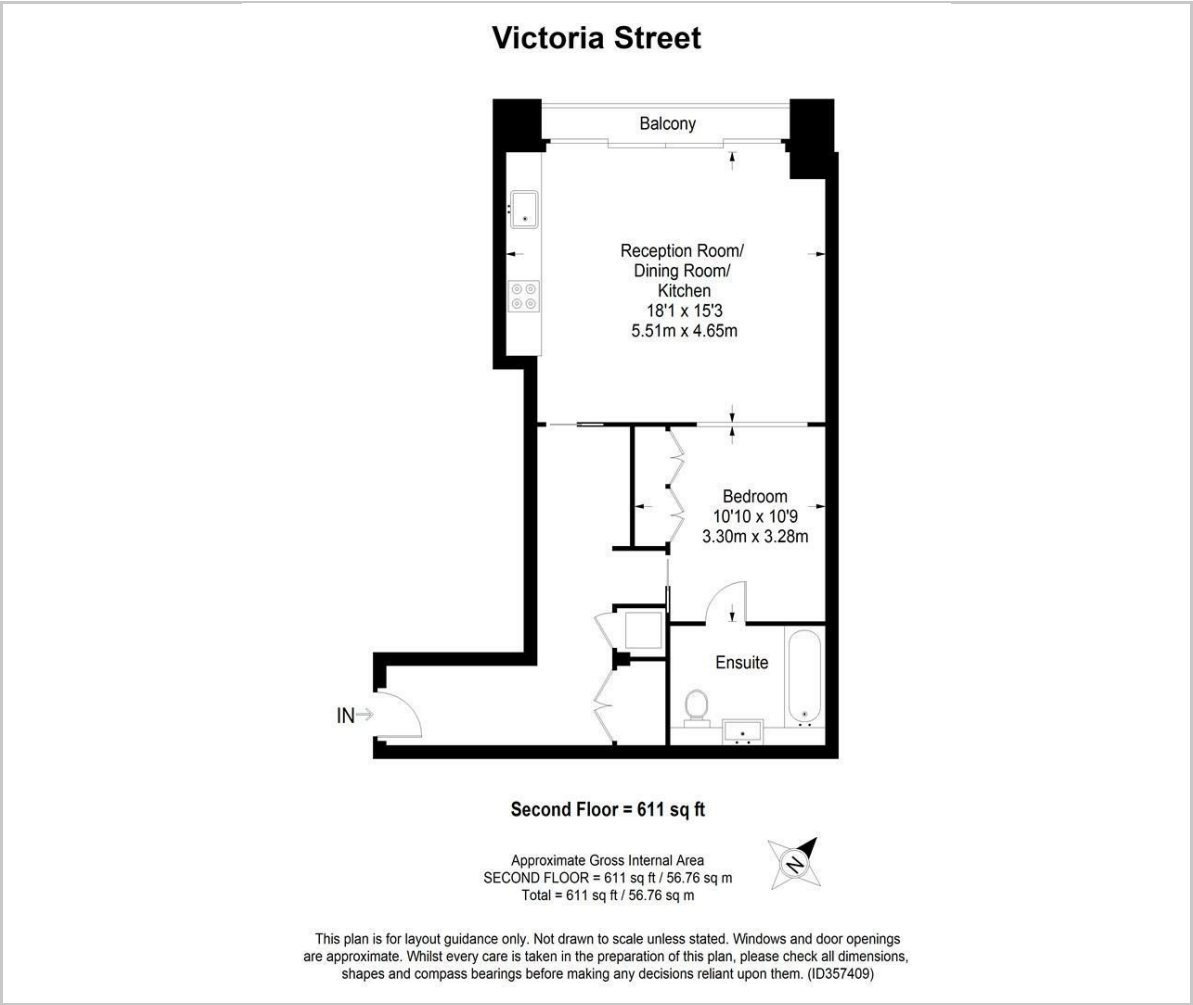 Victoria Street
Balcony
Reception Room/
Dining Room/
Kitchen
18'1 x 15'3
5.51m x 4.65m
Bedroom
10'10 x 10'9
3.30m x 3.28m
Ensuite
IN
Second Floor = 611 sq ft
Approximate Gross Internal Area
SECOND FLOOR = 611 sq ft / 56.76 sq m
Total = 611 sq ft / 56.76 sq m
N
This plan is for layout guidance only. Not drawn to scale unless stated. Windows and door openings
are approximate. Whilst every care is taken in the preparation of this plan, please check all dimensions,
shapes and compass bearings before making any decisions reliant upon them. (ID357409)